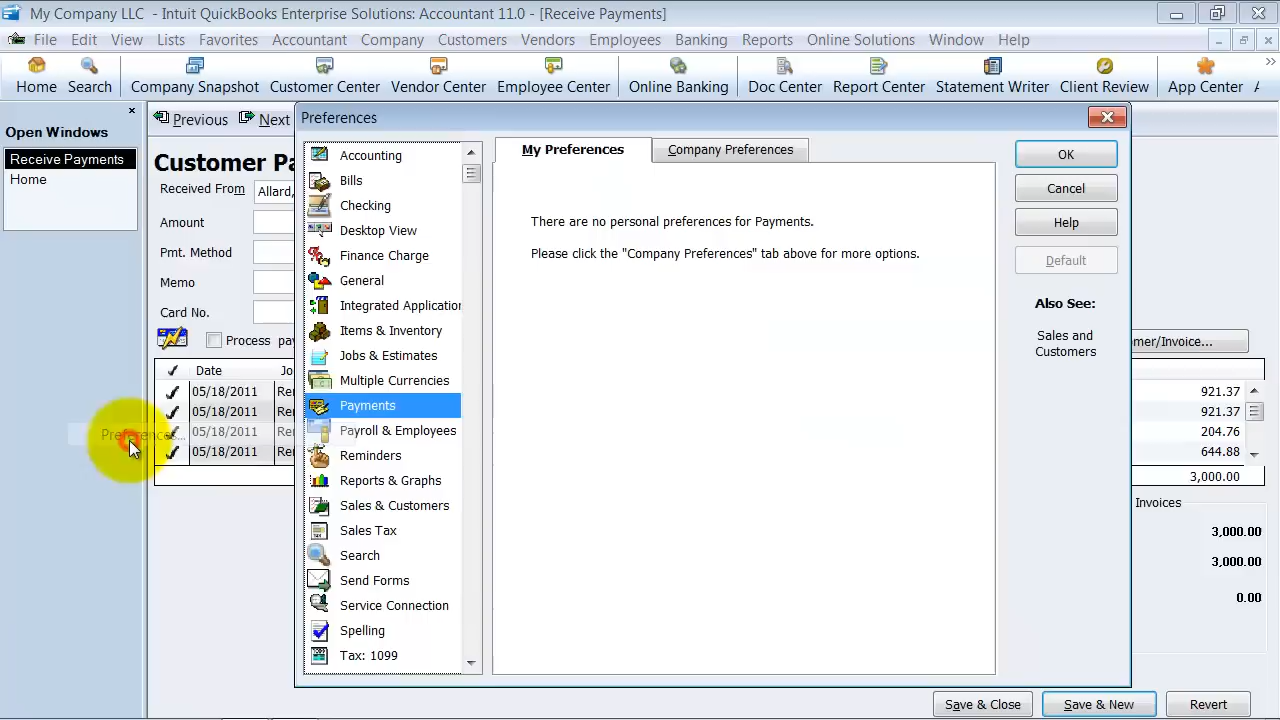 My Company LLC - Intuit QuickBooks Enterprise Solutions: Accountant 11.0 - [Receive Payments]
File Edit View Lists Favorites Accountant Company Customers Vendors Employees Banking Reports Online Solutions Window Help
Home Search Company Snapshot Customer Center Vendor Center Employee Center Online Banking Doc Center Report Center Statement Writer Client Review App Center
Open Windows
Receive Payments
Home
Previous Next
Customer Pa
Received From Allard,
Amount
Pmt. Method
Memo
Card No.
Process pay
omer/Invoice...
Date Jo
05/18/2011 Re 921.37
05/18/2011 Re 921.37
05/18/2011 Re 204.76
05/18/2011 Re 644.88
3,000.00
Invoices
3,000.00
3,000.00
0.00
Preferences...
Preferences
Accounting
Bills
Checking
Desktop View
Finance Charge
General
Integrated Application
Items & Inventory
Jobs & Estimates
Multiple Currencies
Payments
Payroll & Employees
Reminders
Reports & Graphs
Sales & Customers
Sales Tax
Search
Send Forms
Service Connection
Spelling
Tax: 1099
My Preferences Company Preferences
There are no personal preferences for Payments.
Please click the "Company Preferences" tab above for more options.
OK
Cancel
Help
Default
Also See:
Sales and
Customers
Save & Close Save & New Revert